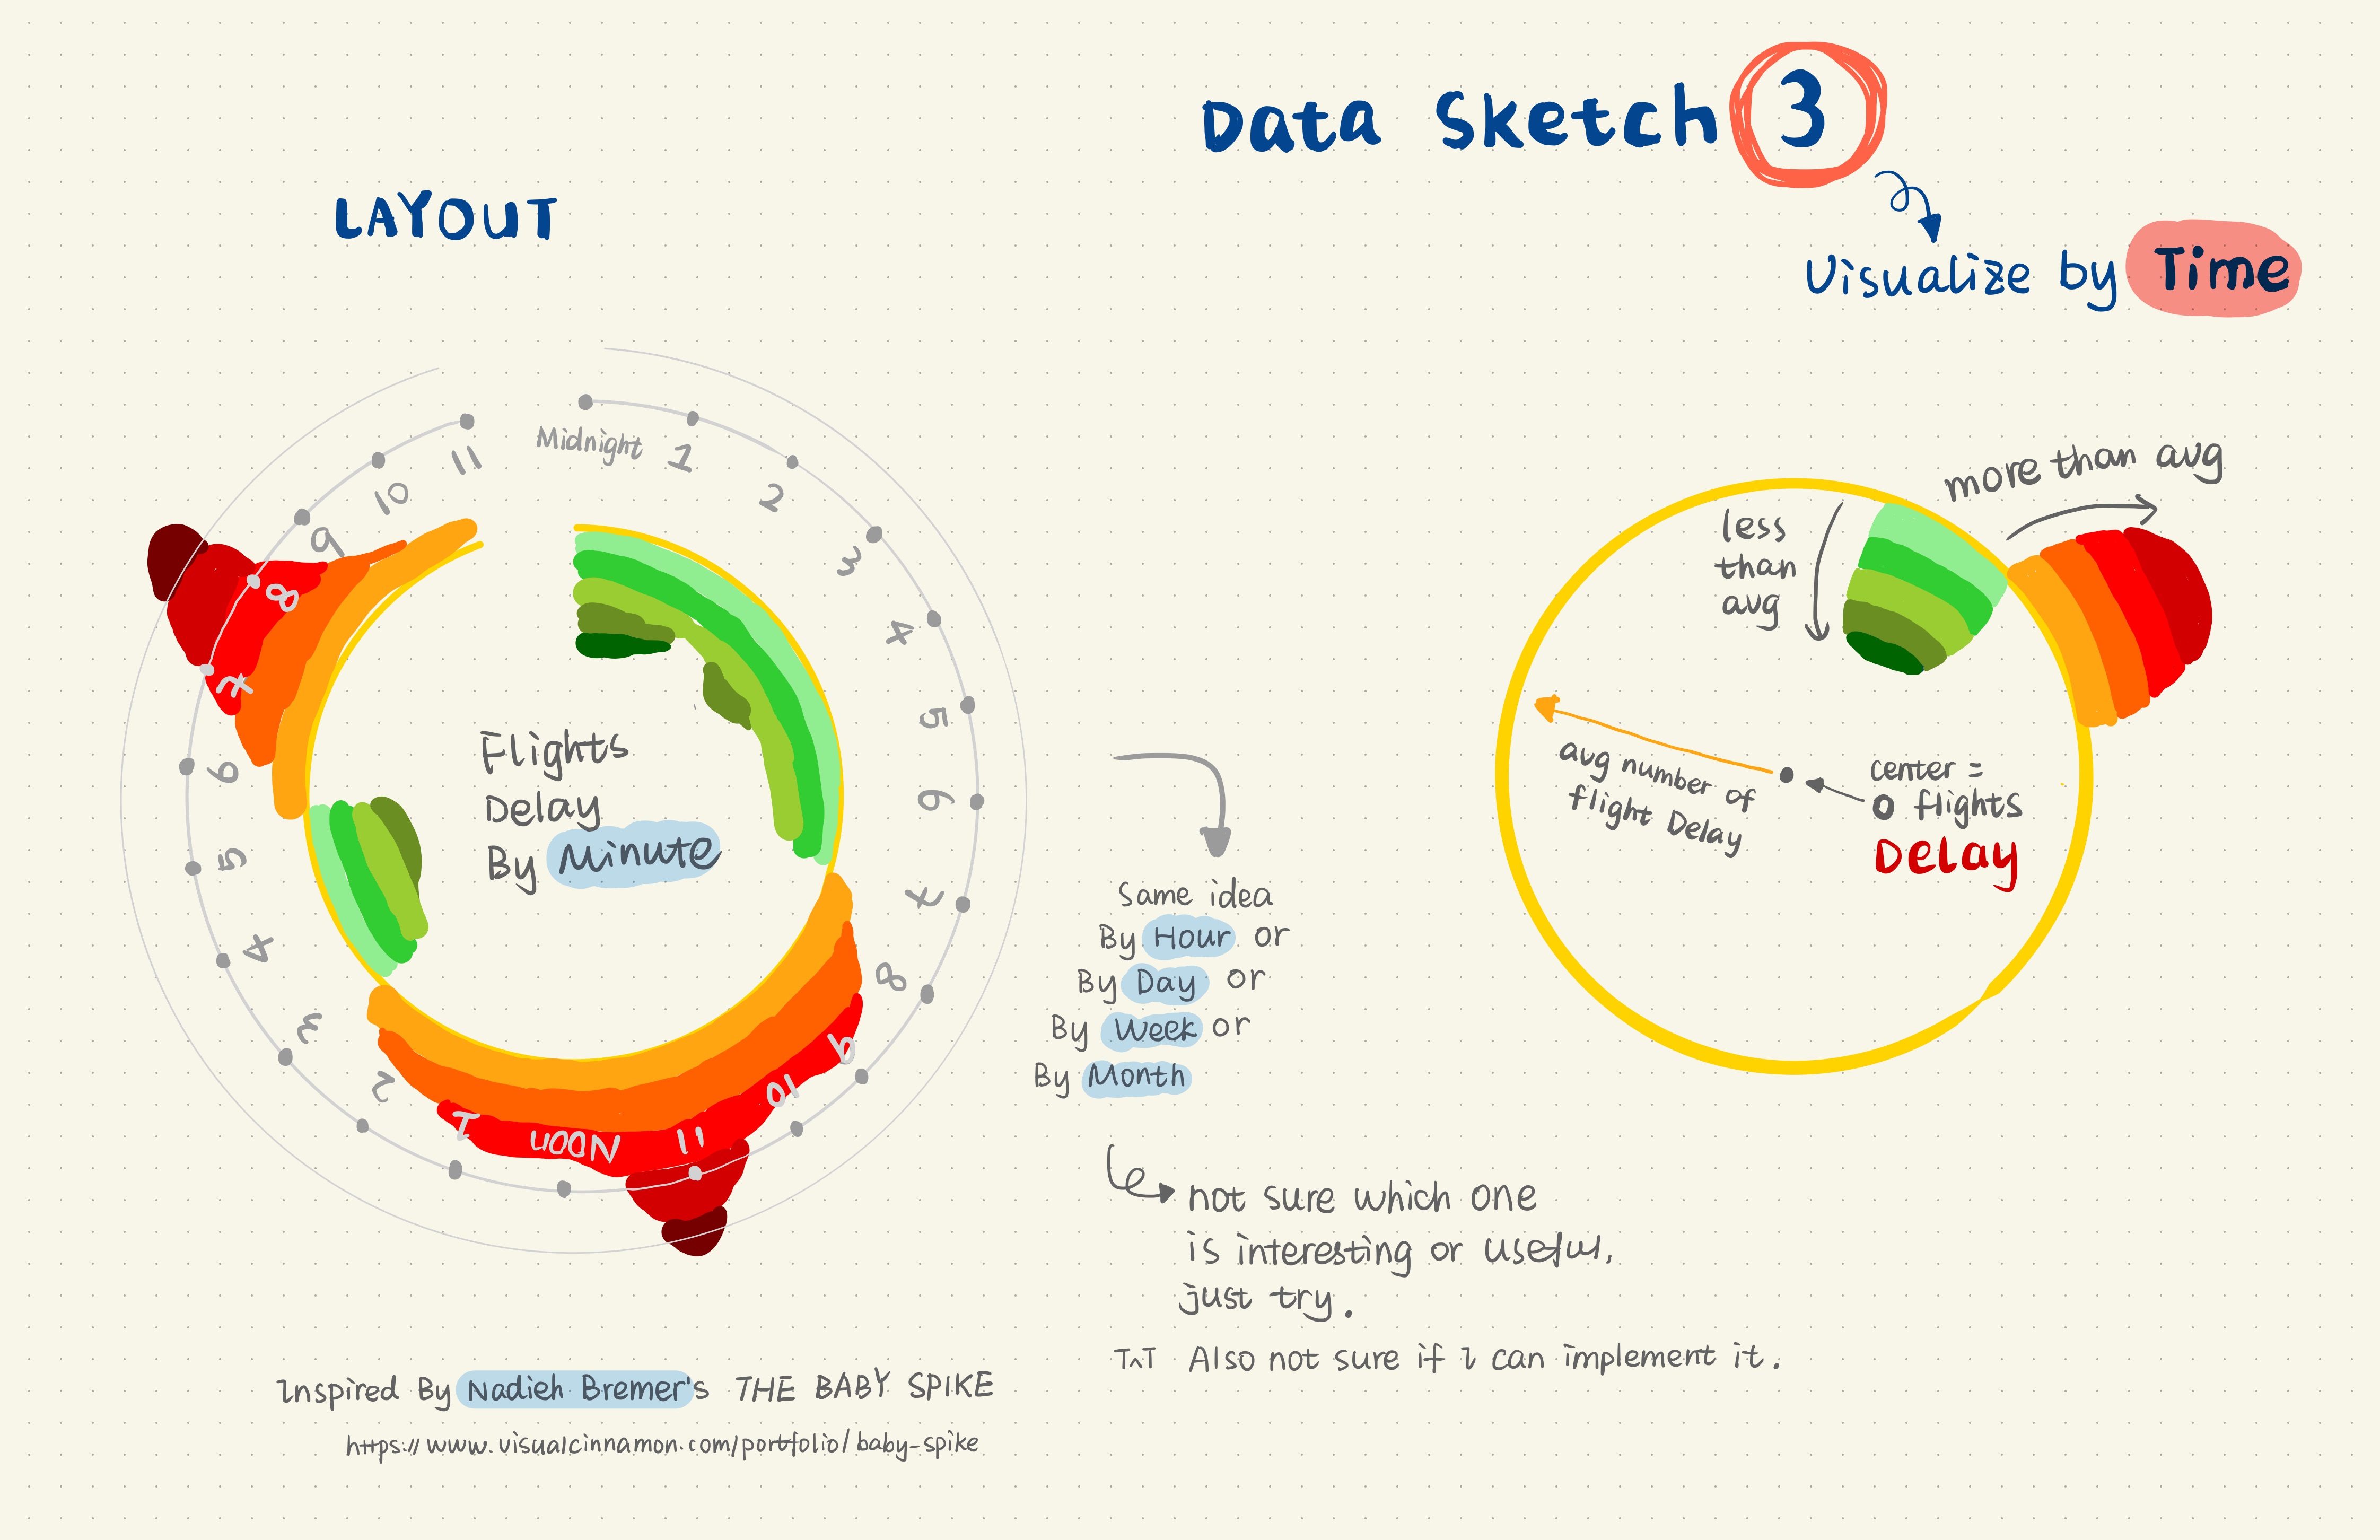 Data Sketch 3
Visualize by Time
LAYOUT
Midnight
1
2
3
4
5
6
7
8
9
10
11
Noon
1
2
3
4
5
6
7
8
9
10
11
Flights
Delay
By Minute
Same idea
By Hour or
By Day or
By Week or
By Month
not sure which one
is interesting or useful,
just try.
TnT Also not sure if I can implement it.
more than avg
less
than
avg
avg number of
flight Delay
center =
0 flights
Delay
Inspired By Nadieh Bremer's THE BABY SPIKE
https://www.visualcinnamon.com/portfolio/baby-spike